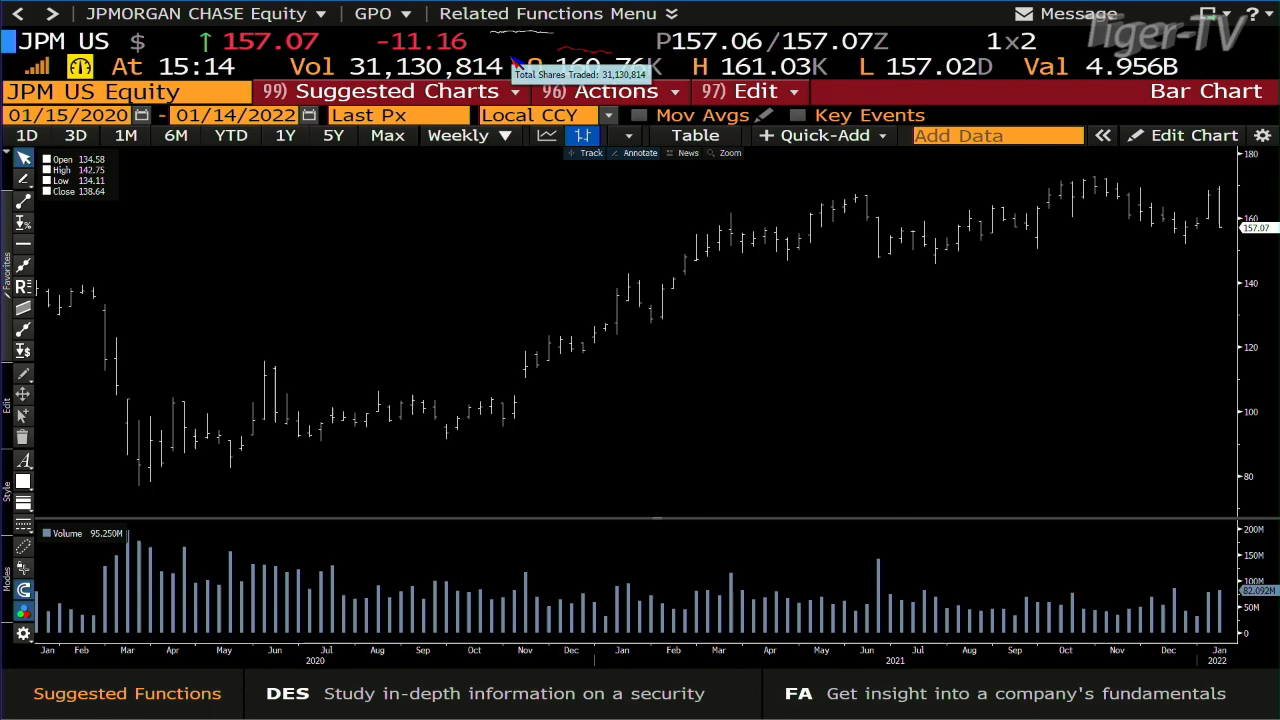 JPMORGAN CHASE Equity GPO Related Functions Menu Message ?
Tiger-TV
JPM US $ ↑ 157.07 -11.16 P157.06/157.07Z 1x2
At 15:14 Vol 31,130,814 160.76K H 161.03K L 157.02D Val 4.956B
Total Shares Traded: 31,130,814
JPM US Equity 99) Suggested Charts 96) Actions 97) Edit Bar Chart
01/15/2020 - 01/14/2022 Last Px Local CCY Mov Avgs Key Events
1D 3D 1M 6M YTD 1Y 5Y Max Weekly ▼ Table + Quick-Add Add Data « Edit Chart
Track Annotate News Zoom
Open 134.58
High 142.75
Low 134.11
Close 138.64
Favorites
Edit
Style
Modes
180
160
157.07
140
120
100
80
Volume 95.250M
200M
150M
100M
82.092M
50M
0
Jan Feb Mar Apr May Jun Jul Aug Sep Oct Nov Dec Jan Feb Mar Apr May Jun Jul Aug Sep Oct Nov Dec Jan
2020 2021 2022
Suggested Functions DES Study in-depth information on a security FA Get insight into a company's fundamentals